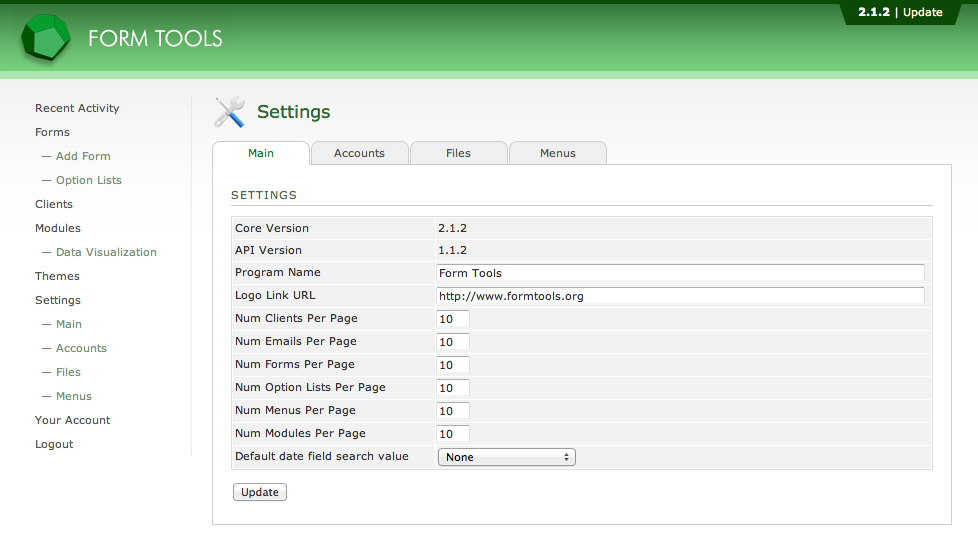 2.1.2 | Update
FORM TOOLS
Recent Activity
Forms
— Add Form
— Option Lists
Clients
Modules
— Data Visualization
Themes
Settings
— Main
— Accounts
— Files
— Menus
Your Account
Logout
Settings
Main Accounts Files Menus
SETTINGS
Core Version 2.1.2
API Version 1.1.2
Program Name Form Tools
Logo Link URL http://www.formtools.org
Num Clients Per Page 10
Num Emails Per Page 10
Num Forms Per Page 10
Num Option Lists Per Page 10
Num Menus Per Page 10
Num Modules Per Page 10
Default date field search value None
Update